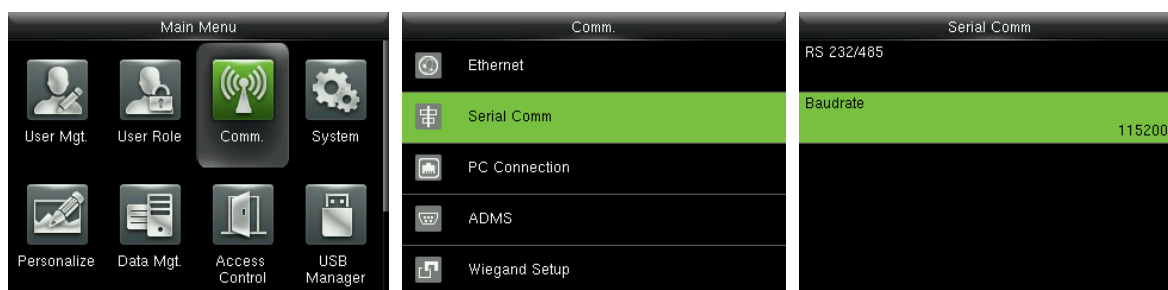 Main Menu
User Mgt.
User Role
Comm.
System
Personalize
Data Mgt.
Access
Control
USB
Manager
Comm.
Ethernet
Serial Comm
PC Connection
ADMS
Wiegand Setup
Serial Comm
RS 232/485
Baudrate
115200